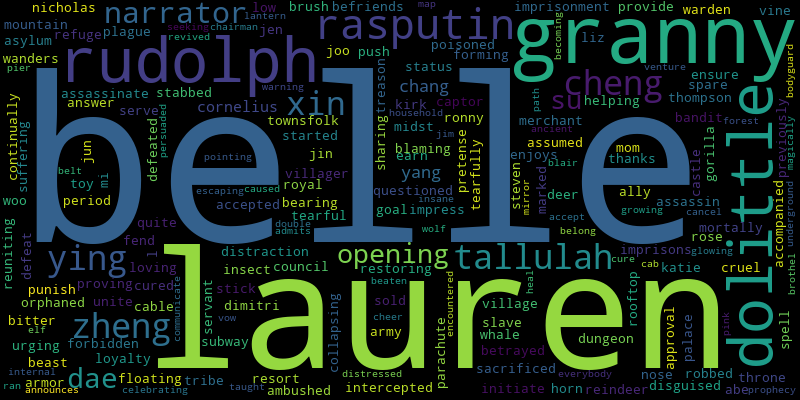 nicholas
mountain
asylum
wanders
pier
continually
suffering
woo
reuniting
narrator
plague
refuge
low
seeking
chairman
revived
lantern
jen
brush
befriends
map
imprisonment
liz
becoming
provide
warden
vine
rasputin
granny
rudolph
assassinate
stabbed
poisoned
forming
status
joo
push
warning
cheng
su
helping
path
venture
ensure
spare
thompson
bandit
bodyguard
answer
serve
cornelius
xin
treason
chang
kirk
captor
household
ronny
merchant
townsfolk
started
midst
jim
blaming
earn
insane
sharing
pretense
tearfully
assumed
ancient
forest
previously
magically
persuaded
defeated
jun
belt
toy
mi
period
jin
villager
pointing
royal
bearing
escaping
caused
tearful
accepted
double
admits
yang
questioned
goal
impress
wolf
enjoys
blair
steven
mirror
marked
mom
thanks
deer
ally
growing
accept
belong
castle
gorilla
assassin
cancel
mortally
rose
glowing
accompanied
underground
brothel
dolittle
belle
ying
defeat
quite
fend
loving
proving
cured
punish
orphaned
unite
bitter
elf
cable
zheng
urging
forbidden
beast
loyalty
internal
armor
ran
announces
dae
floating
celebrating
tribe
taught
vow
communicate
servant
distraction
insect
council
stick
dimitri
subway
resort
ambushed
lauren
opening
restoring
beaten
sold
cheer
army
collapsing
distressed
intercepted
parachute
encountered
tallulah
village
slave
whale
heal
betrayed
sacrificed
initiate
horn
everybody
reindeer
dungeon
imprisons
cure
cab
katie
cruel
rooftop
approval
palace
pink
nose
disguised
robbed
abe
throne
prophecy
spell